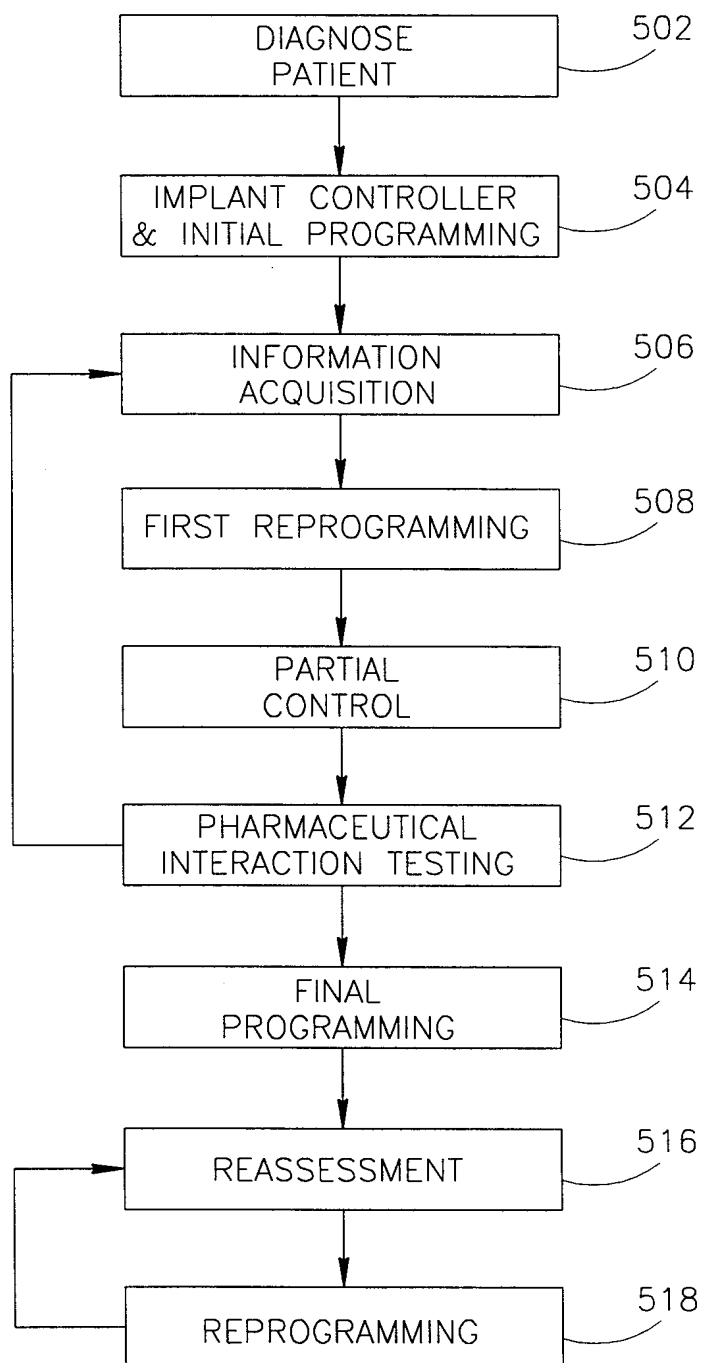 DIAGNOSE
PATIENT
502
IMPLANT CONTROLLER
& INITIAL PROGRAMMING
504
INFORMATION
ACQUISITION
506
FIRST REPROGRAMMING
508
PARTIAL
CONTROL
510
PHARMACEUTICAL
INTERACTION TESTING
512
FINAL
PROGRAMMING
514
REASSESSMENT
516
REPROGRAMMING
518